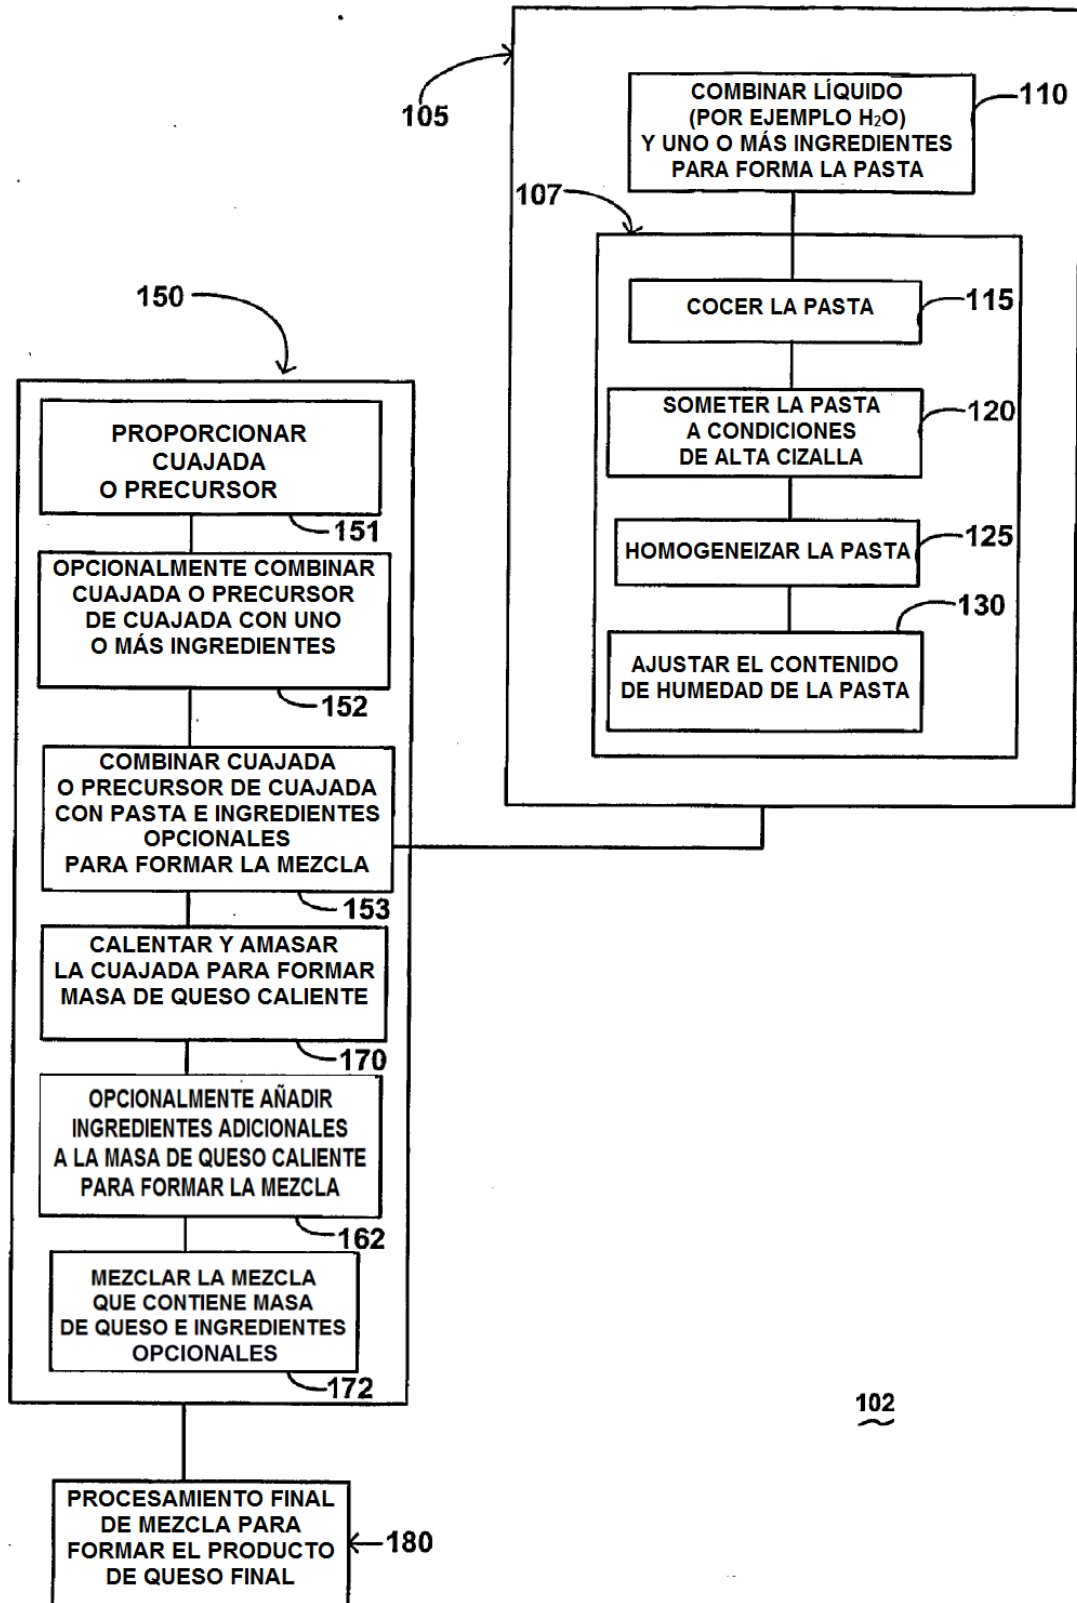 105
COMBINAR LÍQUIDO
(POR EJEMPLO H₂O)
Y UNO O MÁS INGREDIENTES
PARA FORMA LA PASTA
110
107
COCER LA PASTA
115
SOMETER LA PASTA
A CONDICIONES
DE ALTA CIZALLA
120
HOMOGENEIZAR LA PASTA
125
130
AJUSTAR EL CONTENIDO
DE HUMEDAD DE LA PASTA
150
PROPORCIONAR
CUAJADA
O PRECURSOR
151
OPCIONALMENTE COMBINAR
CUAJADA O PRECURSOR
DE CUAJADA CON UNO
O MÁS INGREDIENTES
152
COMBINAR CUAJADA
O PRECURSOR DE CUAJADA
CON PASTA E INGREDIENTES
OPCIONALES
PARA FORMAR LA MEZCLA
153
CALENTAR Y AMASAR
LA CUAJADA PARA FORMAR
MASA DE QUESO CALIENTE
170
OPCIONALMENTE AÑADIR
INGREDIENTES ADICIONALES
A LA MASA DE QUESO CALIENTE
PARA FORMAR LA MEZCLA
162
MEZCLAR LA MEZCLA
QUE CONTIENE MASA
DE QUESO E INGREDIENTES
OPCIONALES
172
102
PROCESAMIENTO FINAL
DE MEZCLA PARA
FORMAR EL PRODUCTO
DE QUESO FINAL
180